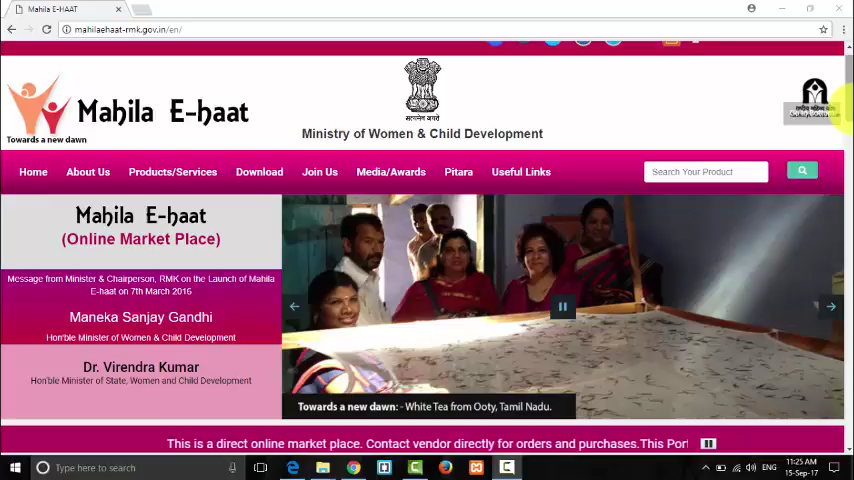 Mahila E-HAAT
mahilaehaat-rmk.gov.in/en/
Mahila E-haat
Towards a new dawn
सत्यमेव जयते
Ministry of Women & Child Development
Home About Us Products/Services Download Join Us Media/Awards Pitara Useful Links
Search Your Product
Mahila E-haat
(Online Market Place)
Message from Minister & Chairperson, RMK on the Launch of Mahila
E-haat on 7th March 2016
Maneka Sanjay Gandhi
Hon'ble Minister of Women & Child Development
Dr. Virendra Kumar
Hon'ble Minister of State, Women and Child Development
Towards a new dawn: - White Tea from Ooty, Tamil Nadu.
This is a direct online market place. Contact vendor directly for orders and purchases.This Port
Type here to search
ENG
11:25 AM
15-Sep-17